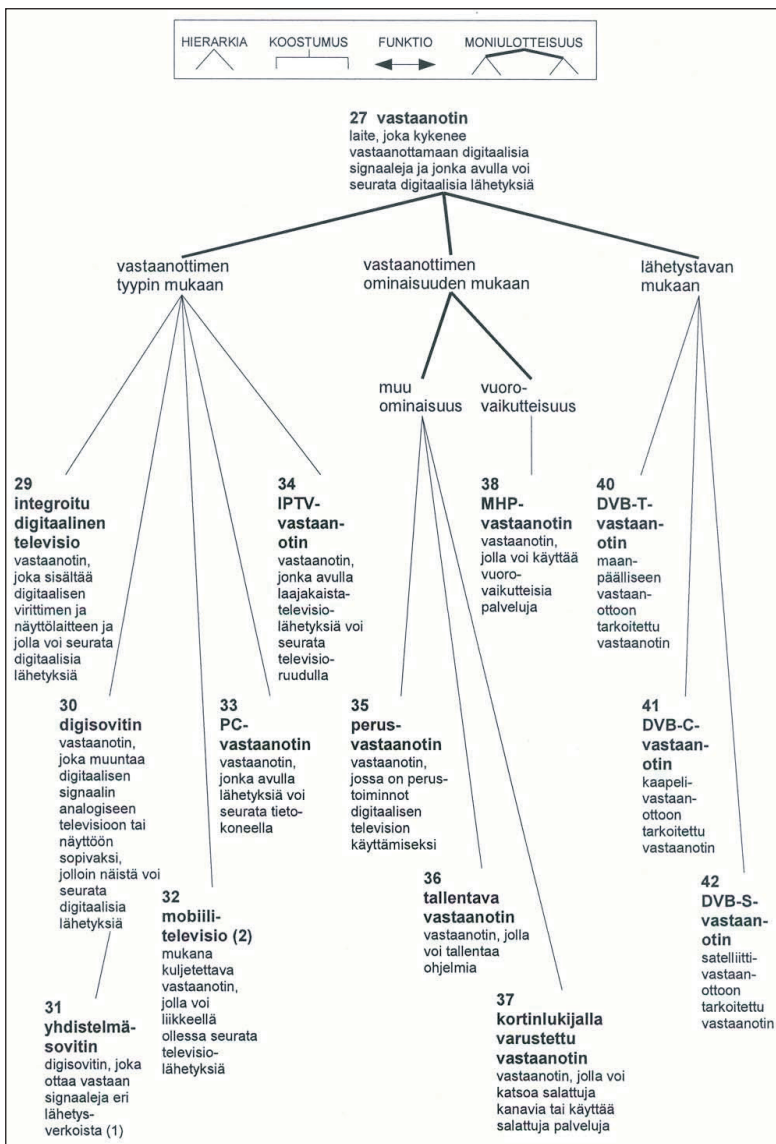 HIERARKIA KOOSTUMUS FUNKTIO MONIULOTTEISUUS
27 vastaanotin
laite, joka kykenee
vastaanottamaan digitaalisia
signaaleja ja jonka avulla voi
seurata digitaalisia lähetyksiä
vastaanottimen
tyypin mukaan
vastaanottimen
ominaisuuden mukaan
lähetystavan
mukaan
muu
ominaisuus
vuoro-
vaikutteisuus
29
integroitu
digitaalinen
televisio
vastaanotin,
joka sisältää
digitaalisen
virittimen ja
näyttölaitteen ja
jolla voi seurata
digitaalisia
lähetyksiä
34
IPTV-
vastaan-
otin
vastaanotin,
jonka avulla
laajakaista-
televisio-
lähetyksiä voi
seurata
televisio-
ruudulla
38
MHP-
vastaanotin
vastaanotin,
jolla voi käyttää
vuoro-
vaikutteisia
palveluja
40
DVB-T-
vastaan-
otin
maan-
päälliseen
vastaan-
ottoon
tarkoitettu
vastaanotin
30
digisovitin
vastaanotin,
joka muuntaa
digitaalisen
signaalin
analogiseen
televisioon tai
näyttöön
sopivaksi,
jolloin näistä voi
seurata
digitaalisia
lähetyksiä
33
PC-
vastaanotin
vastaanotin,
jonka avulla
lähetyksiä voi
seurata tieto-
koneella
35
perus-
vastaanotin
vastaanotin,
jossa on perus-
toiminnot
digitaalisen
television
käyttämiseksi
41
DVB-C-
vastaan-
otin
kaapeli-
vastaan-
ottoon
tarkoitettu
vastaanotin
32
mobiili-
televisio (2)
mukana
kuljetettava
vastaanotin,
jolla voi
liikkeellä
ollessa seurata
televisio-
lähetyksiä
36
tallentava
vastaanotin
vastaanotin, jolla
voi tallentaa
ohjelmia
42
DVB-S-
vastaan-
otin
satelliitti-
vastaan-
ottoon
tarkoitettu
vastaanotin
31
yhdistelmä-
sovitin
digisovitin, joka
ottaa vastaan
signaaleja eri
lähetys-
verkoista (1)
37
kortinlukijalla
varustettu
vastaanotin
vastaanotin, jolla voi
katsoa salattuja
kanavia tai käyttää
salattuja palveluja